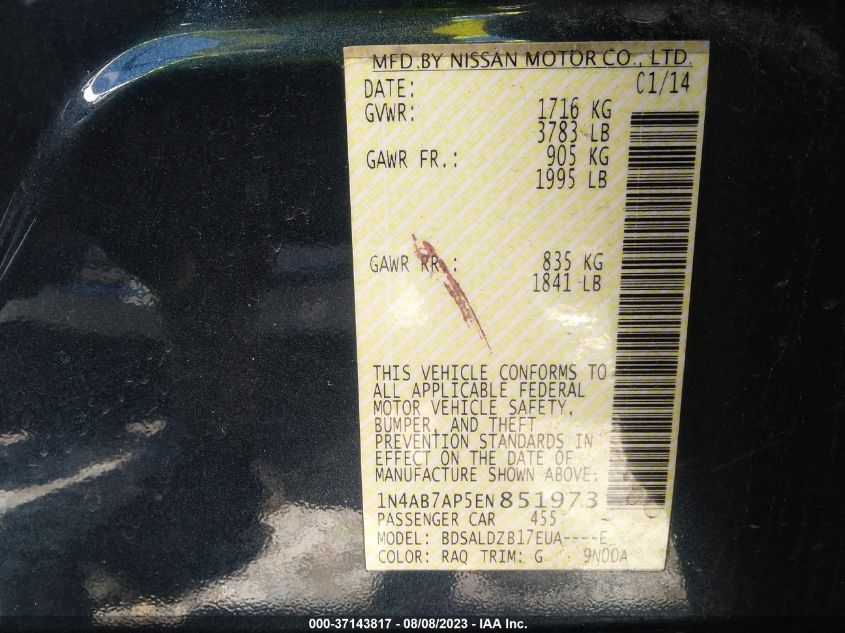 MFD.BY NISSAN MOTOR CO., LTD.
DATE: 01/14
GVWR: 1716 KG
3783 LB
GAWR FR.: 905 KG
1995 LB
GAWR RR.: 835 KG
1841 LB
THIS VEHICLE CONFORMS TO
ALL APPLICABLE FEDERAL
MOTOR VEHICLE SAFETY,
BUMPER, AND THEFT
PREVENTION STANDARDS IN
EFFECT ON THE DATE OF
MANUFACTURE SHOWN ABOVE.
1N4AB7AP5EN851973
PASSENGER CAR 455 -
MODEL: BDSALDZB17EUA----E
COLOR: RAQ TRIM: G 9N00A
000-37143817 - 08/08/2023 - IAA Inc.